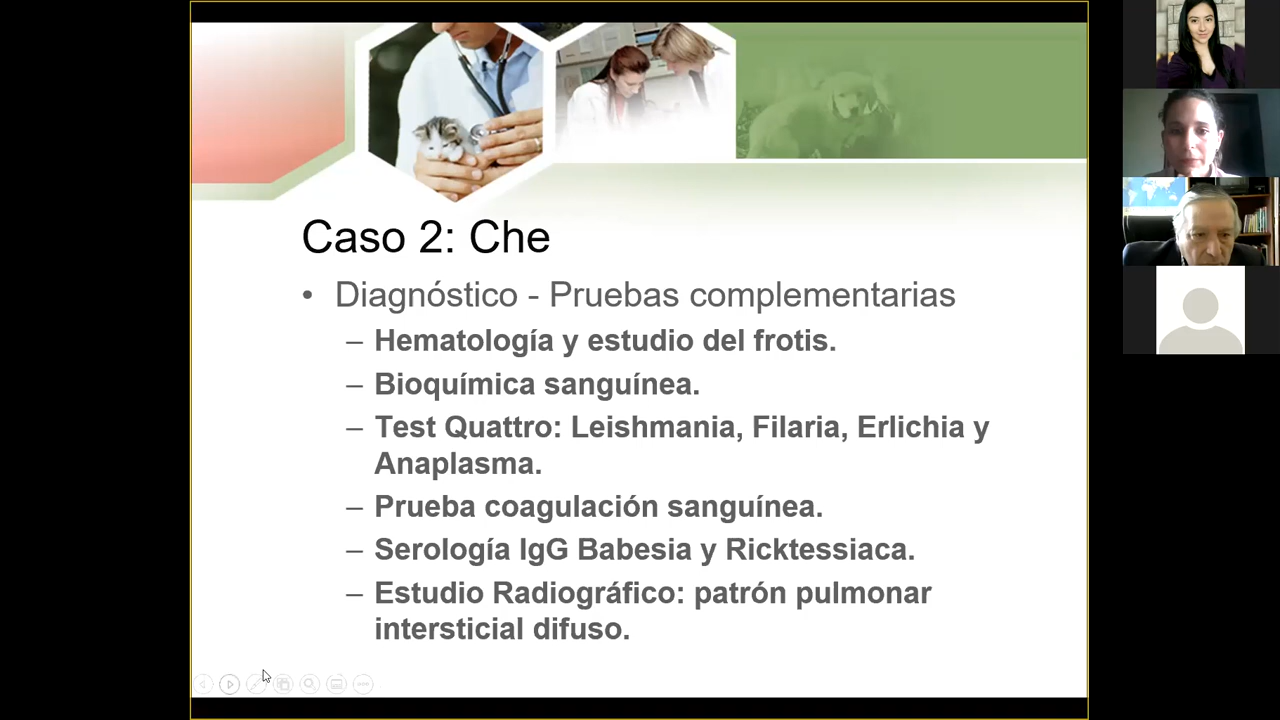 Caso 2: Che
• Diagnóstico - Pruebas complementarias
– Hematología y estudio del frotis.
– Bioquímica sanguínea.
– Test Quattro: Leishmania, Filaria, Erlichia y
Anaplasma.
– Prueba coagulación sanguínea.
– Serología IgG Babesia y Ricktessiaca.
– Estudio Radiográfico: patrón pulmonar
intersticial difuso.